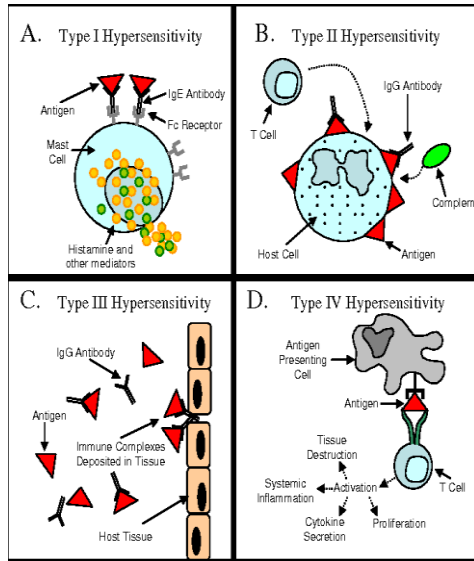 A. Type I Hypersensitivity
Antigen
IgE Antibody
Fc Receptor
Mast
Cell
Histamine and
other mediators
B. Type II Hypersensitivity
IgG Antibody
T Cell
Complem
Host Cell
Antigen
C. Type III Hypersensitivity
IgG Antibody
Antigen
Immune Complexes
Deposited in Tissue
Host Tissue
D. Type IV Hypersensitivity
Antigen
Presenting
Cell
Antigen
Tissue
Destruction
Systemic
Inflammation
Activation
T Cell
Cytokine
Secretion
Proliferation